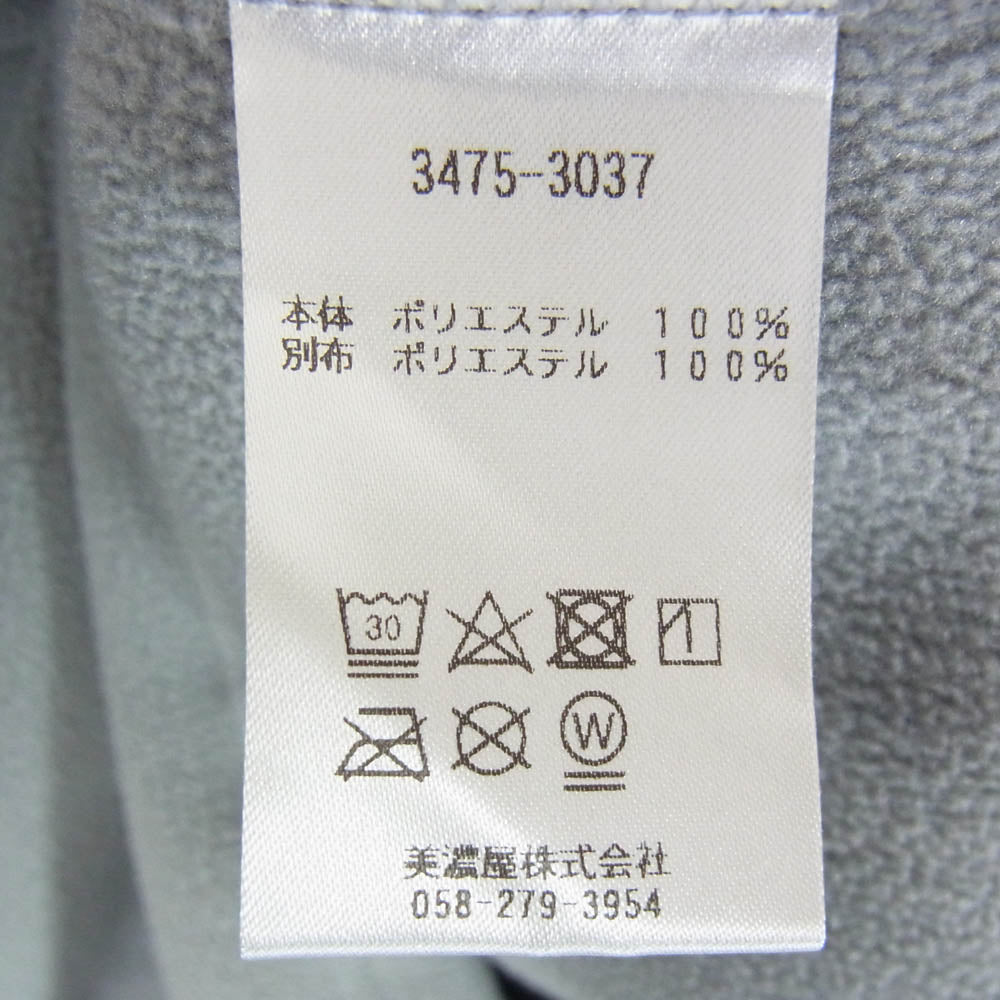 3475-3037
本体 ポリエステル 100%
別布 ポリエステル 100%
30
W
美濃屋株式会社
058-279-3954